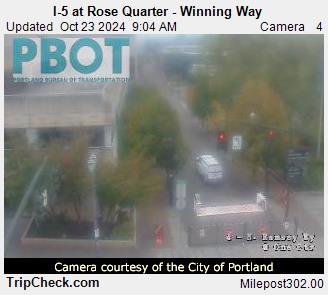 I-5 at Rose Quarter - Winning Way
Updated Oct 23 2024 9:04 AM Camera 4
PBOT
PORTLAND BUREAU OF TRANSPORTATION
Camera courtesy of the City of Portland
TripCheck.com Milepost302.00